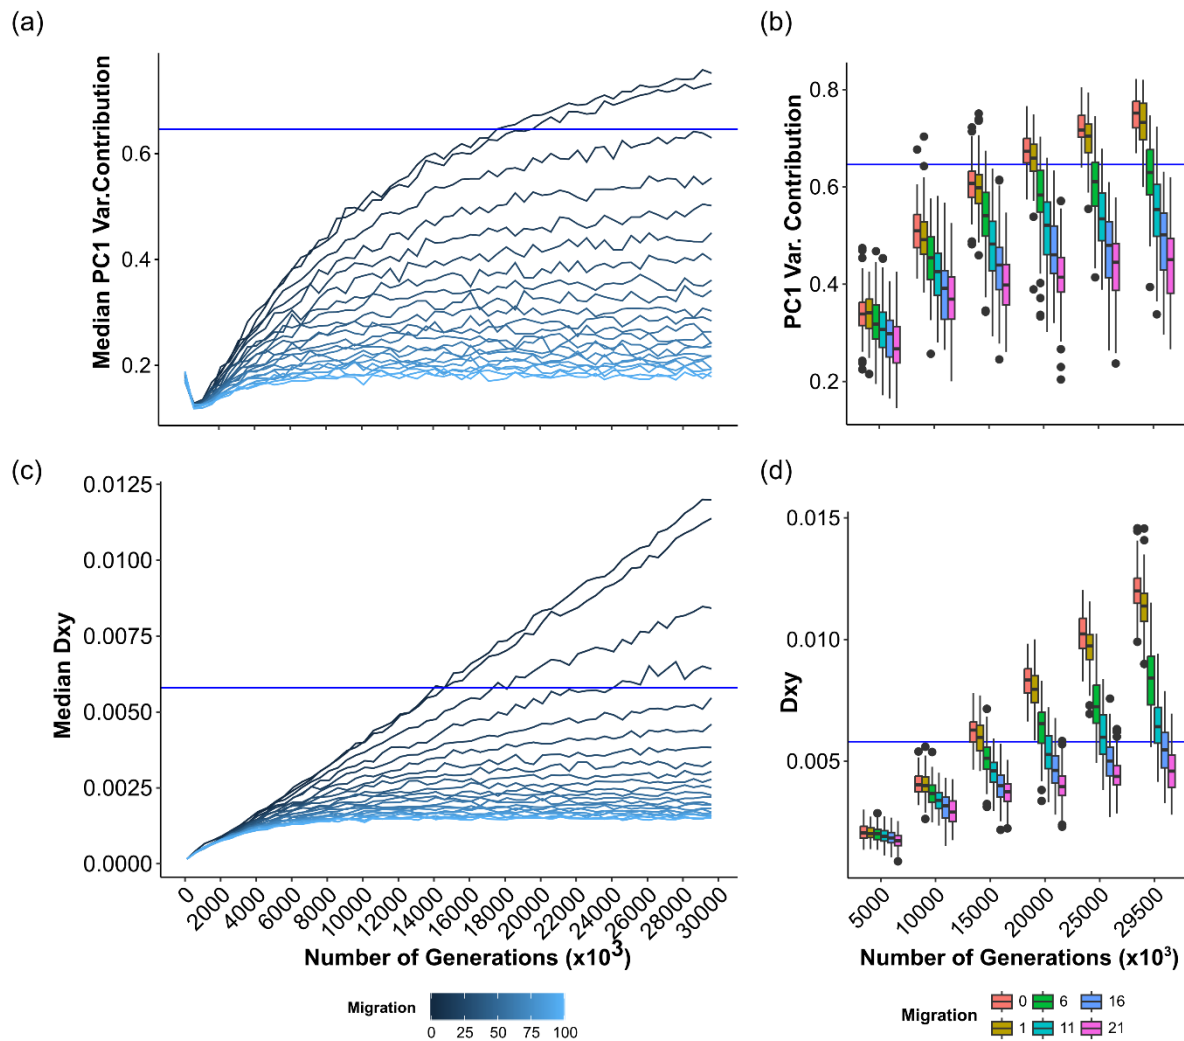 (a)
Median PC1 Var.Contribution
0.6
0.4
0.2
(b)
PC1 Var. Contribution
0.8
0.6
0.4
0.2
(c)
Median Dxy
0.0125
0.0100
0.0075
0.0050
0.0025
0.0000
0 2000 4000 6000 8000 10000 12000 14000 16000 18000 20000 22000 24000 26000 28000 30000
Number of Generations (x10³)
Migration
0 25 50 75 100
(d)
Dxy
0.015
0.010
0.005
5000 10000 15000 20000 25000 29500
Number of Generations (x10³)
Migration
0 6 16
1 11 21